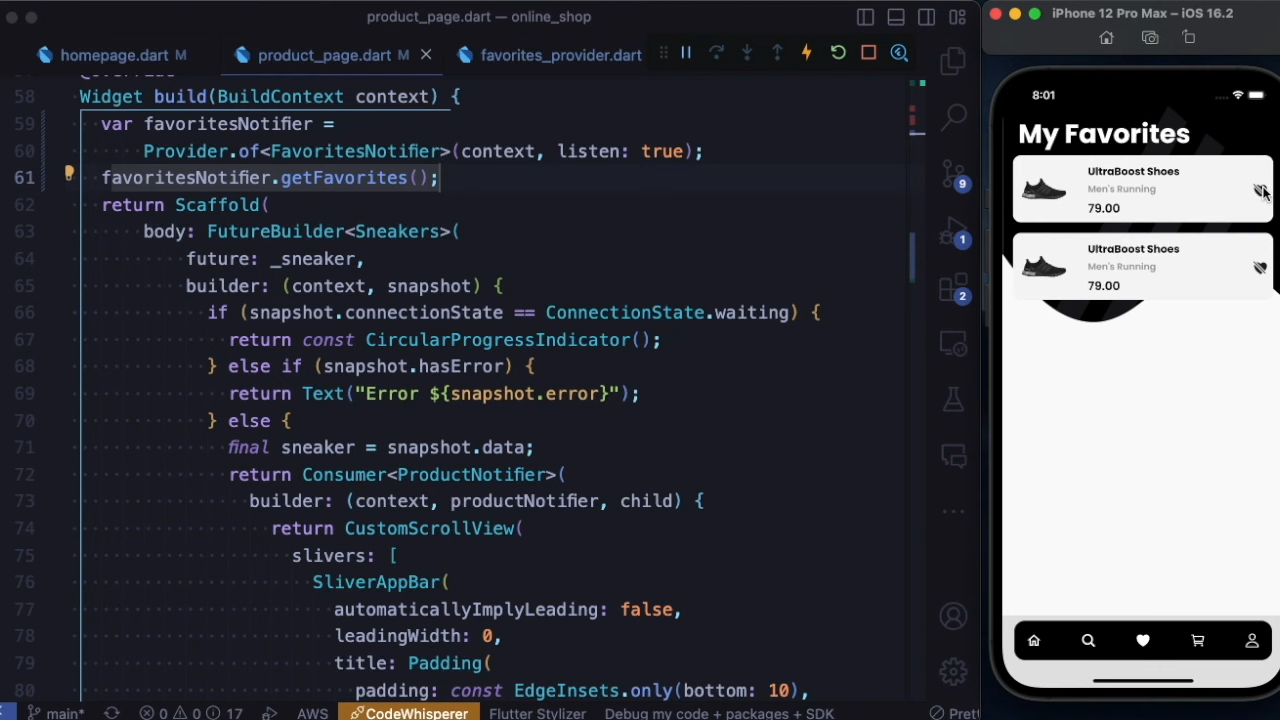 product_page.dart — online_shop
homepage.dart M
product_page.dart M
favorites_provider.dart
58 Widget build(BuildContext context) {
59 var favoritesNotifier =
60 Provider.of<FavoritesNotifier>(context, listen: true);
61 favoritesNotifier.getFavorites();
62 return Scaffold(
63 body: FutureBuilder<Sneakers>(
64 future: _sneaker,
65 builder: (context, snapshot) {
66 if (snapshot.connectionState == ConnectionState.waiting) {
67 return const CircularProgressIndicator();
68 } else if (snapshot.hasError) {
69 return Text("Error ${snapshot.error}");
70 } else {
71 final sneaker = snapshot.data;
72 return Consumer<ProductNotifier>(
73 builder: (context, productNotifier, child) {
74 return CustomScrollView(
75 slivers: [
76 SliverAppBar(
77 automaticallyImplyLeading: false,
78 leadingWidth: 0,
79 title: Padding(
80 padding: const EdgeInsets.only(bottom: 10),
main* 0 0 17 AWS CodeWhisperer Flutter Stylizer Debug my code + packages + SDK
9
1
2
iPhone 12 Pro Max – iOS 16.2
8:01
My Favorites
UltraBoost Shoes
Men's Running
79.00
UltraBoost Shoes
Men's Running
79.00